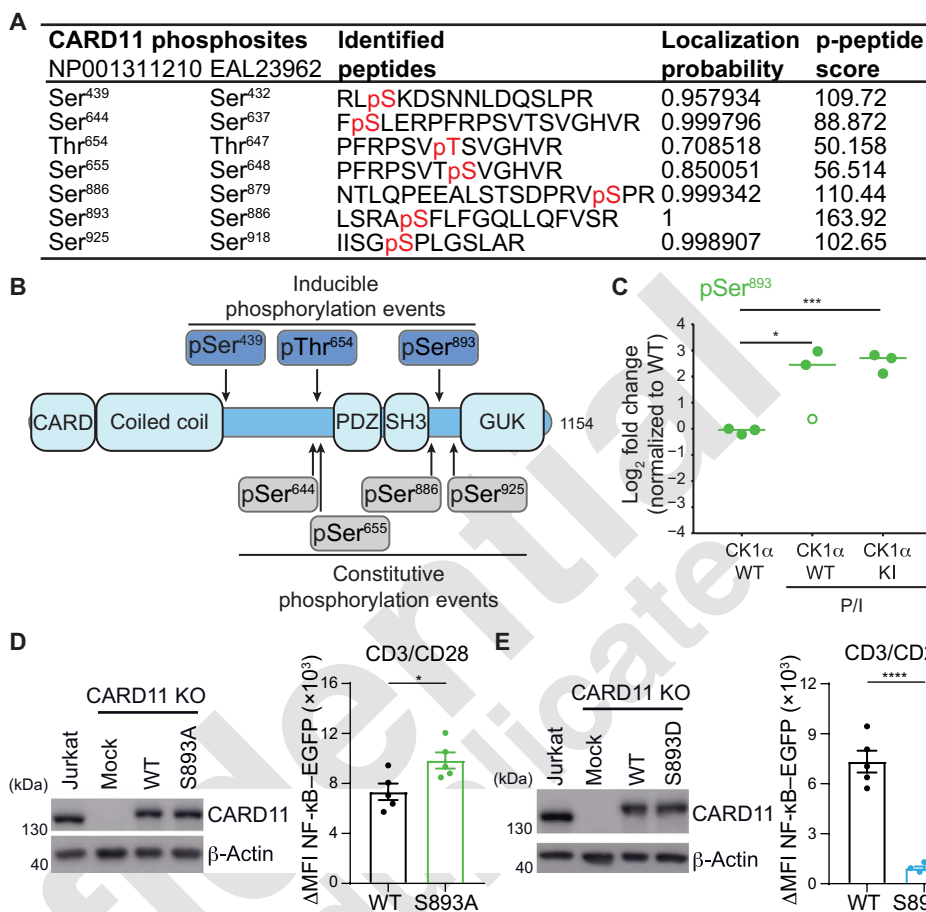 A
CARD11 phosphosites Identified Localization p-peptide
NP001311210 EAL23962 peptides probability score
Ser439 Ser432 RLpSKDSNNLDQSLPR 0.957934 109.72
Ser644 Ser637 FpSLERPFRPSVTSVGHVR 0.999796 88.872
Thr654 Thr647 PFRPSVpTSVGHVR 0.708518 50.158
Ser655 Ser648 PFRPSVTpSVGHVR 0.850051 56.514
Ser886 Ser879 NTLQPEEALSTSDPRVpSPR 0.999342 110.44
Ser893 Ser886 LSRApSFLFGQLLQFVSR 1 163.92
Ser925 Ser918 IISGpSPLGSLAR 0.998907 102.65
B
Inducible
phosphorylation events
pSer439 pThr654 pSer893
CARD Coiled coil PDZ SH3 GUK 1154
pSer644 pSer886 pSer925
pSer655
Constitutive
phosphorylation events
C
pSer893
Log2 fold change
(normalized to WT)
4
3
2
1
0
−1
−2
−3
−4
***
*
CK1α CK1α CK1α
WT WT KI
P/I
D
CARD11 KO
Jurkat
Mock
WT
S893A
(kDa)
130
CARD11
40
β-Actin
CD3/CD28
*
ΔMFI NF-κB–EGFP (×10³)
16
12
8
4
0
WT S893A
E
CARD11 KO
Jurkat
Mock
WT
S893D
(kDa)
130
CARD11
40
β-Actin
CD3/CD2
****
ΔMFI NF-κB–EGFP (×10³)
12
9
6
3
0
WT S89